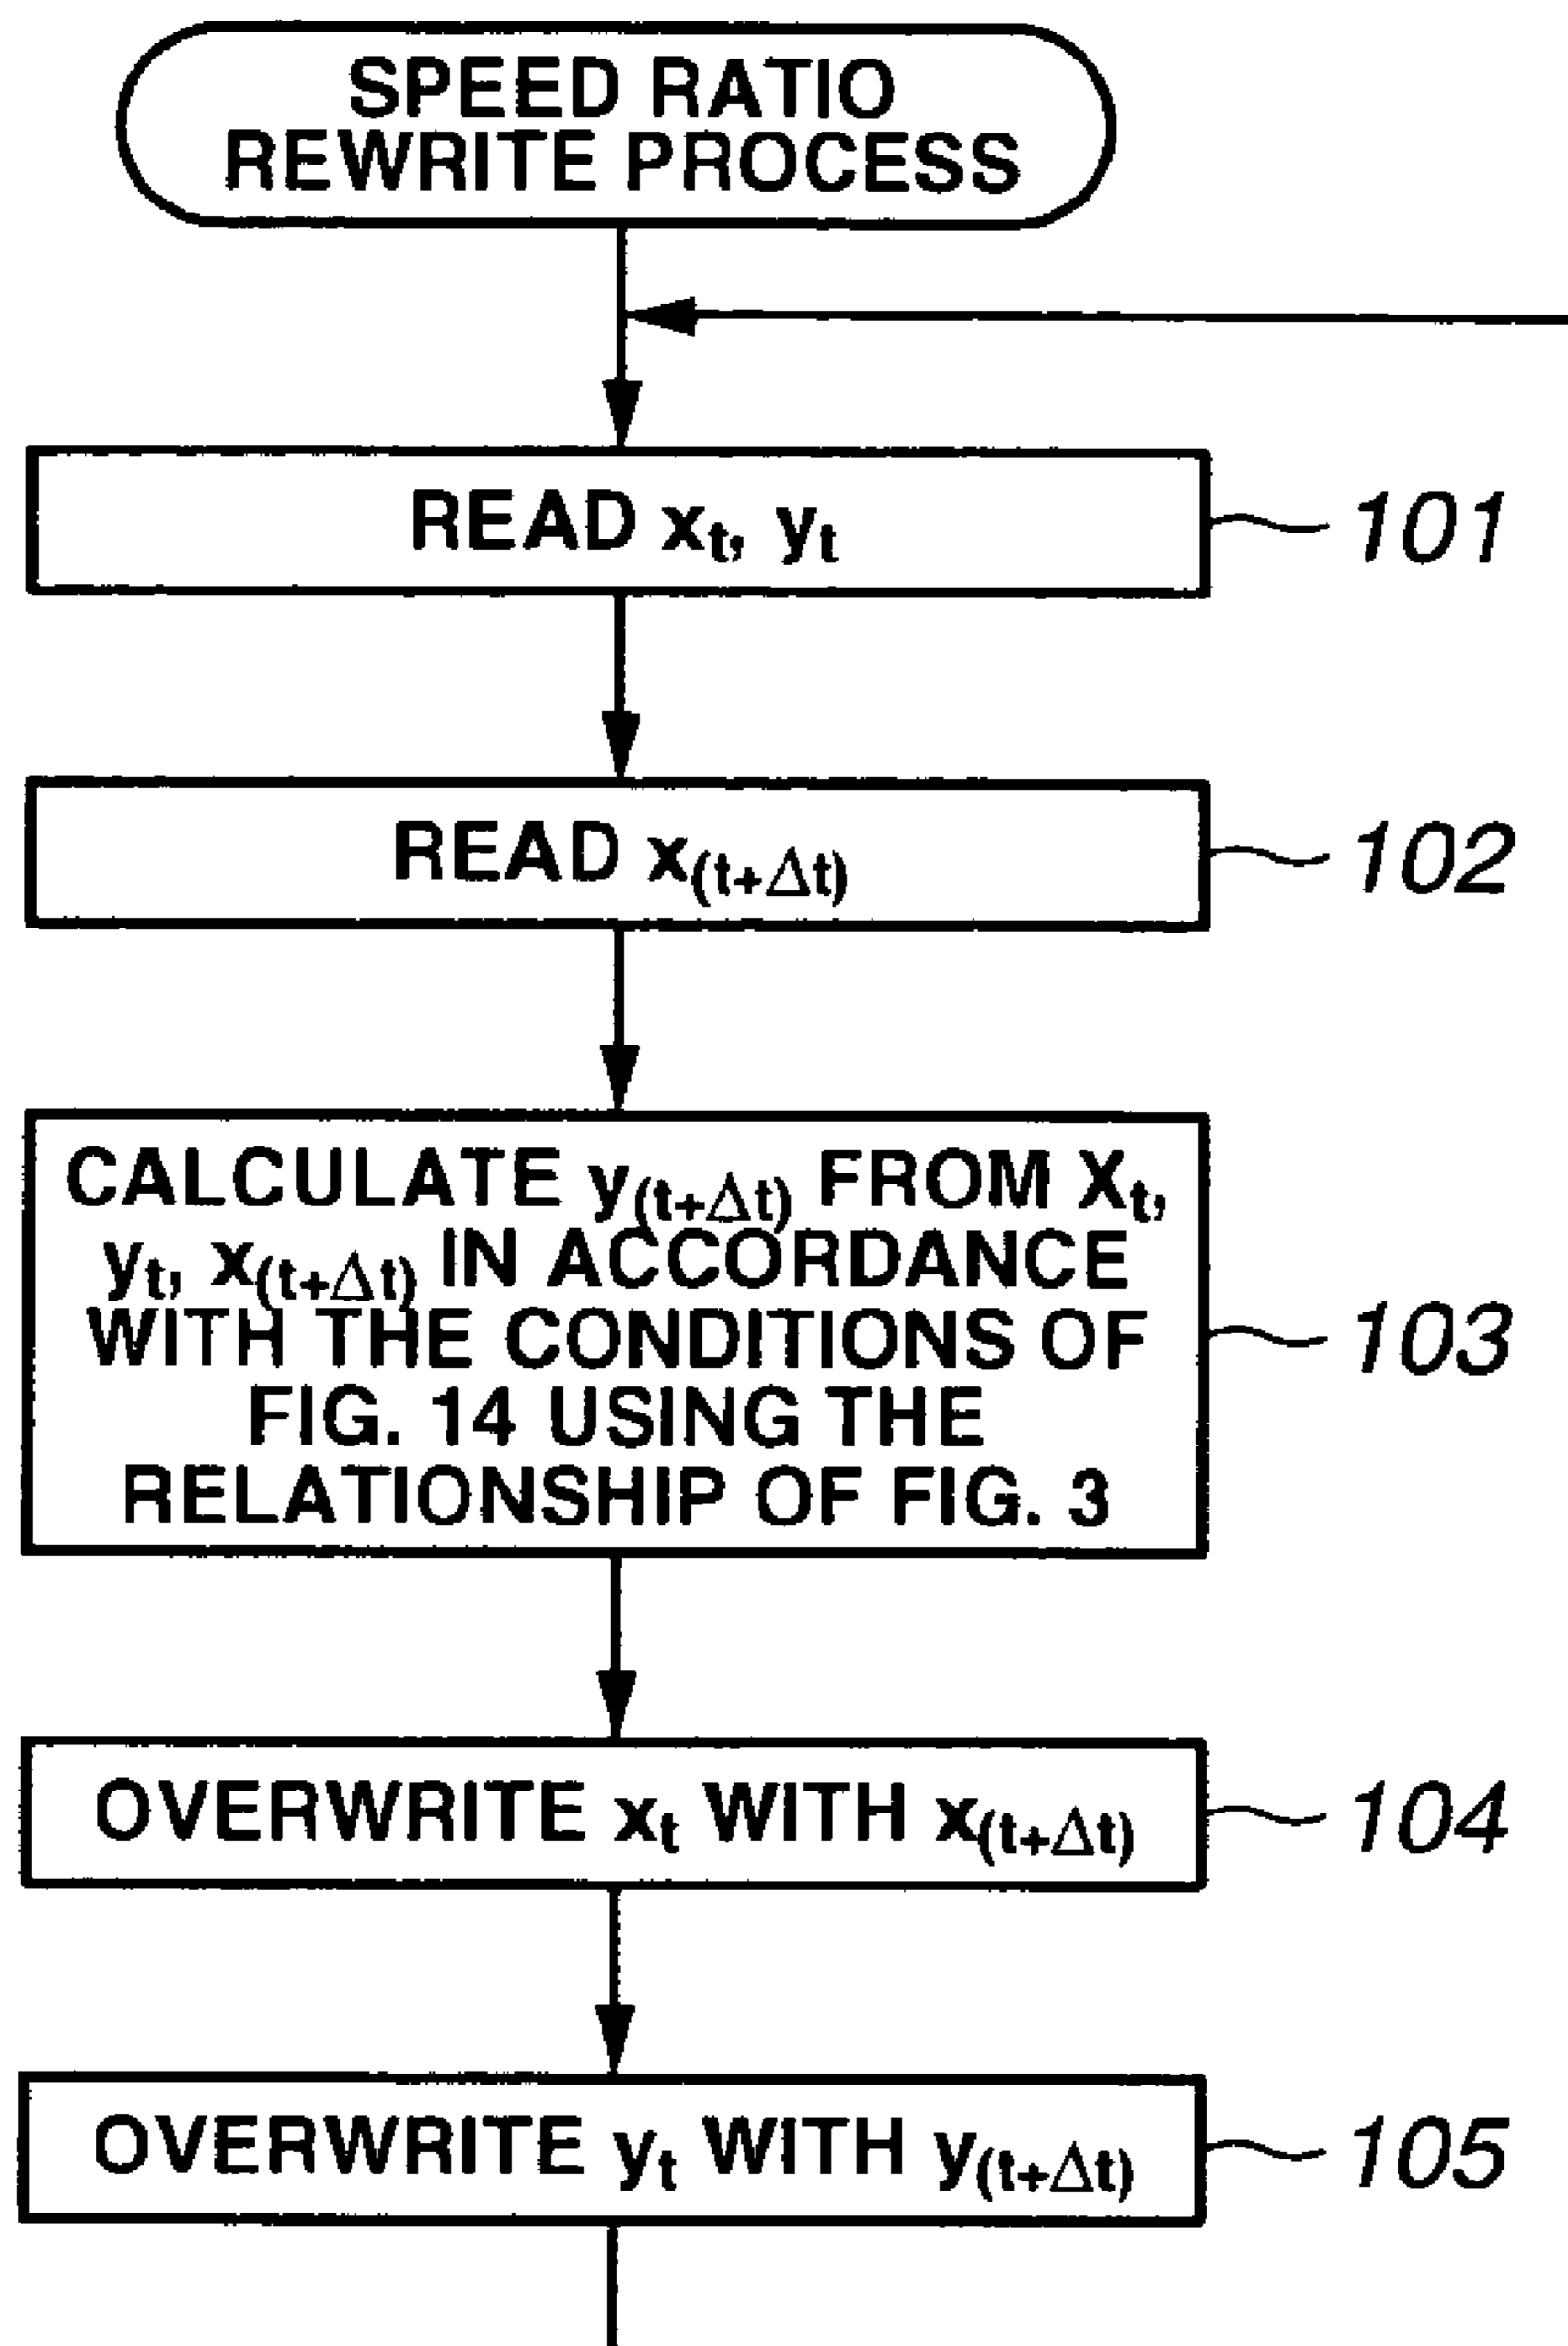 SPEED RATIO
REWRITE PROCESS
READ xₜ, yₜ
101
READ x₍ₜ₊Δₜ₎
102
CALCULATE y₍ₜ₊Δₜ₎ FROM Xₜ,
yₜ, x₍ₜ₊Δₜ₎ IN ACCORDANCE
WITH THE CONDITIONS OF
FIG. 14 USING THE
RELATIONSHIP OF FIG. 3
103
OVERWRITE xₜ WITH x₍ₜ₊Δₜ₎
104
OVERWRITE yₜ WITH y₍ₜ₊Δₜ₎
105